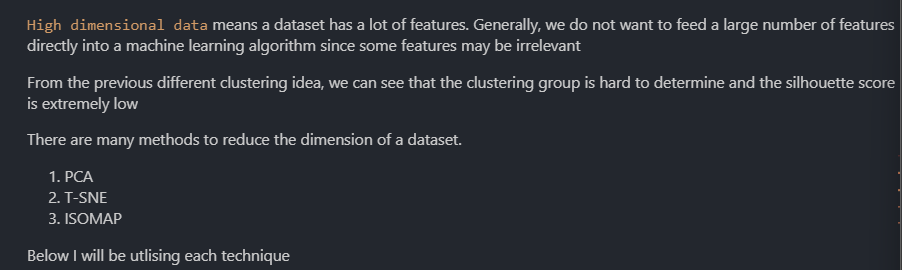 High dimensional data means a dataset has a lot of features. Generally, we do not want to feed a large number of features
directly into a machine learning algorithm since some features may be irrelevant
From the previous different clustering idea, we can see that the clustering group is hard to determine and the silhouette score
is extremely low
There are many methods to reduce the dimension of a dataset.
1. PCA
2. T-SNE
3. ISOMAP
Below I will be utlising each technique